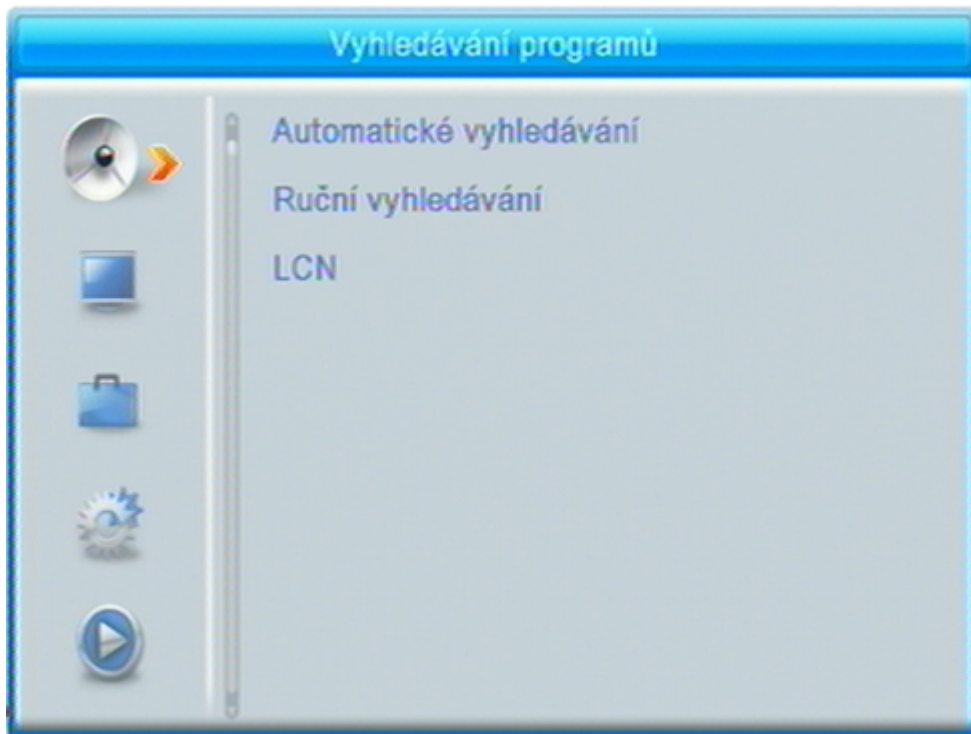 Vyhledávání programů
Automatické vyhledávání
Ruční vyhledávání
LCN